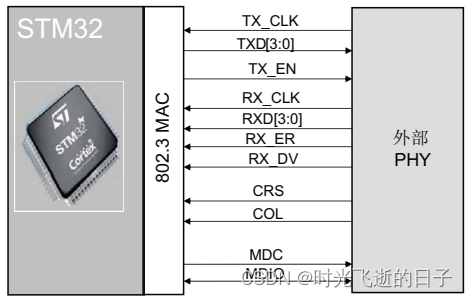 STM32
ST
STM32
Cortex
802.3 MAC
TX_CLK
TXD[3:0]
TX_EN
RX_CLK
RXD[3:0]
RX_ER
RX_DV
CRS
COL
MDC
MDIO
外部
PHY
CSDN @时光飞逝的日子